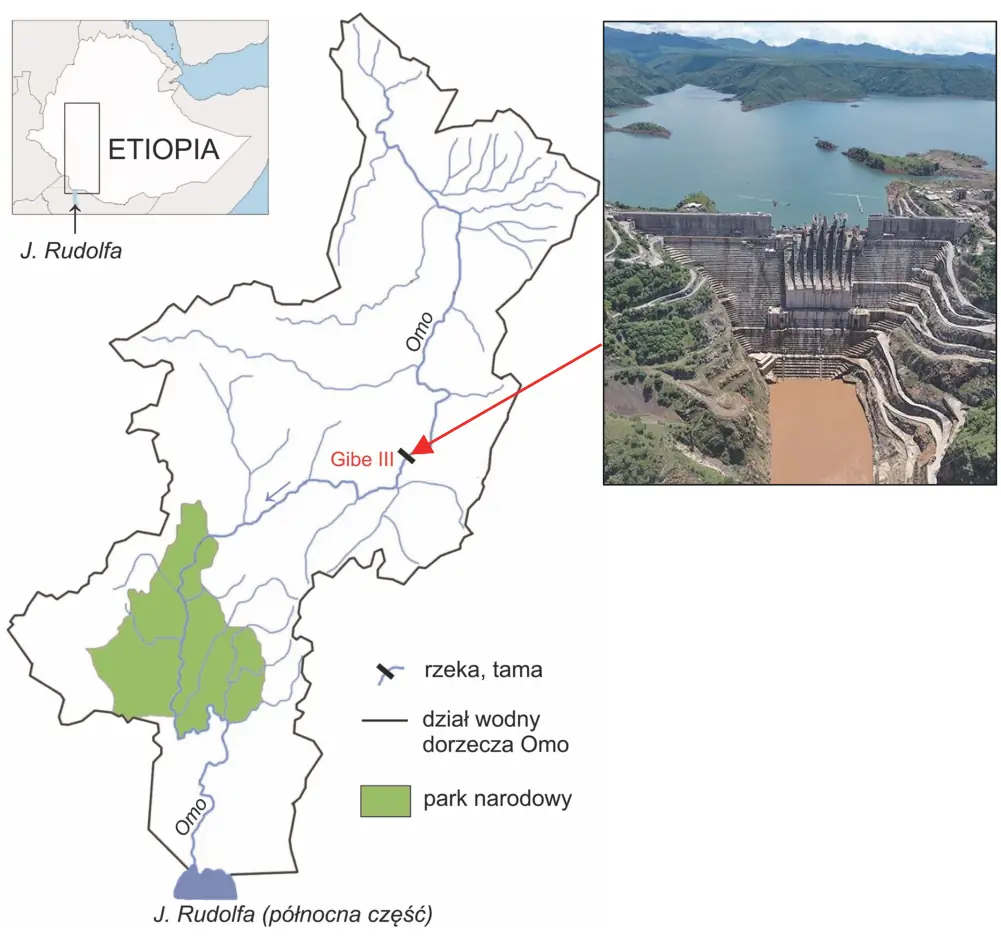 ETIOPIA
J. Rudolfa
Omo
Gibe III
rzeka, tama
dział wodny
dorzecza Omo
park narodowy
Omo
J. Rudolfa (północna część)